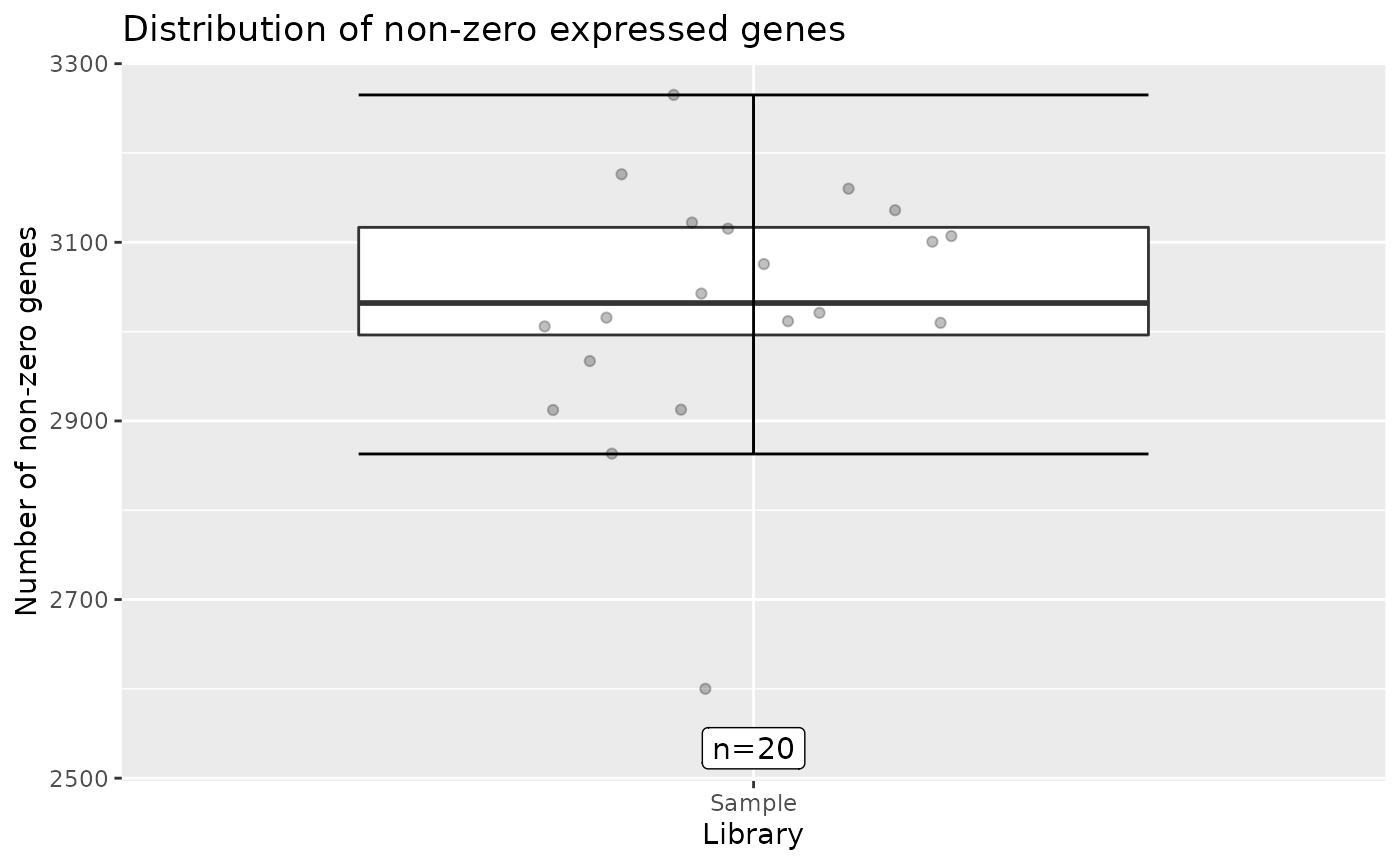 Distribution of non-zero expressed genes
Number of non-zero genes
3300
3100
2900
2700
2500
n=20
Sample
Library